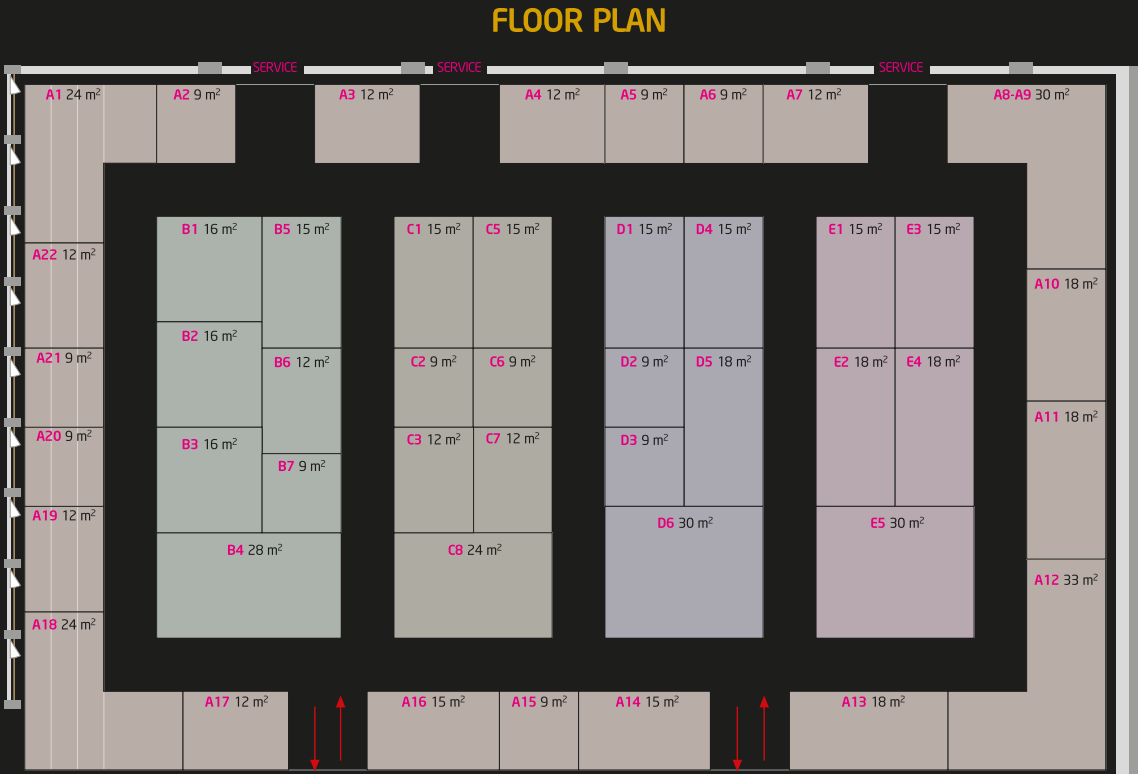 FLOOR PLAN
SERVICE SERVICE SERVICE
A1 24 m² A2 9 m² A3 12 m² A4 12 m² A5 9 m² A6 9 m² A7 12 m² A8-A9 30 m²
B1 16 m² B5 15 m² C1 15 m² C5 15 m² D1 15 m² D4 15 m² E1 15 m² E3 15 m²
A22 12 m²
A10 18 m²
B2 16 m²
A21 9 m² B6 12 m² C2 9 m² C6 9 m² D2 9 m² D5 18 m² E2 18 m² E4 18 m²
A11 18 m²
A20 9 m² B3 16 m² C3 12 m² C7 12 m² D3 9 m²
B7 9 m²
A19 12 m² D6 30 m² E5 30 m²
B4 28 m² C8 24 m²
A12 33 m²
A18 24 m²
A17 12 m² A16 15 m² A15 9 m² A14 15 m² A13 18 m²